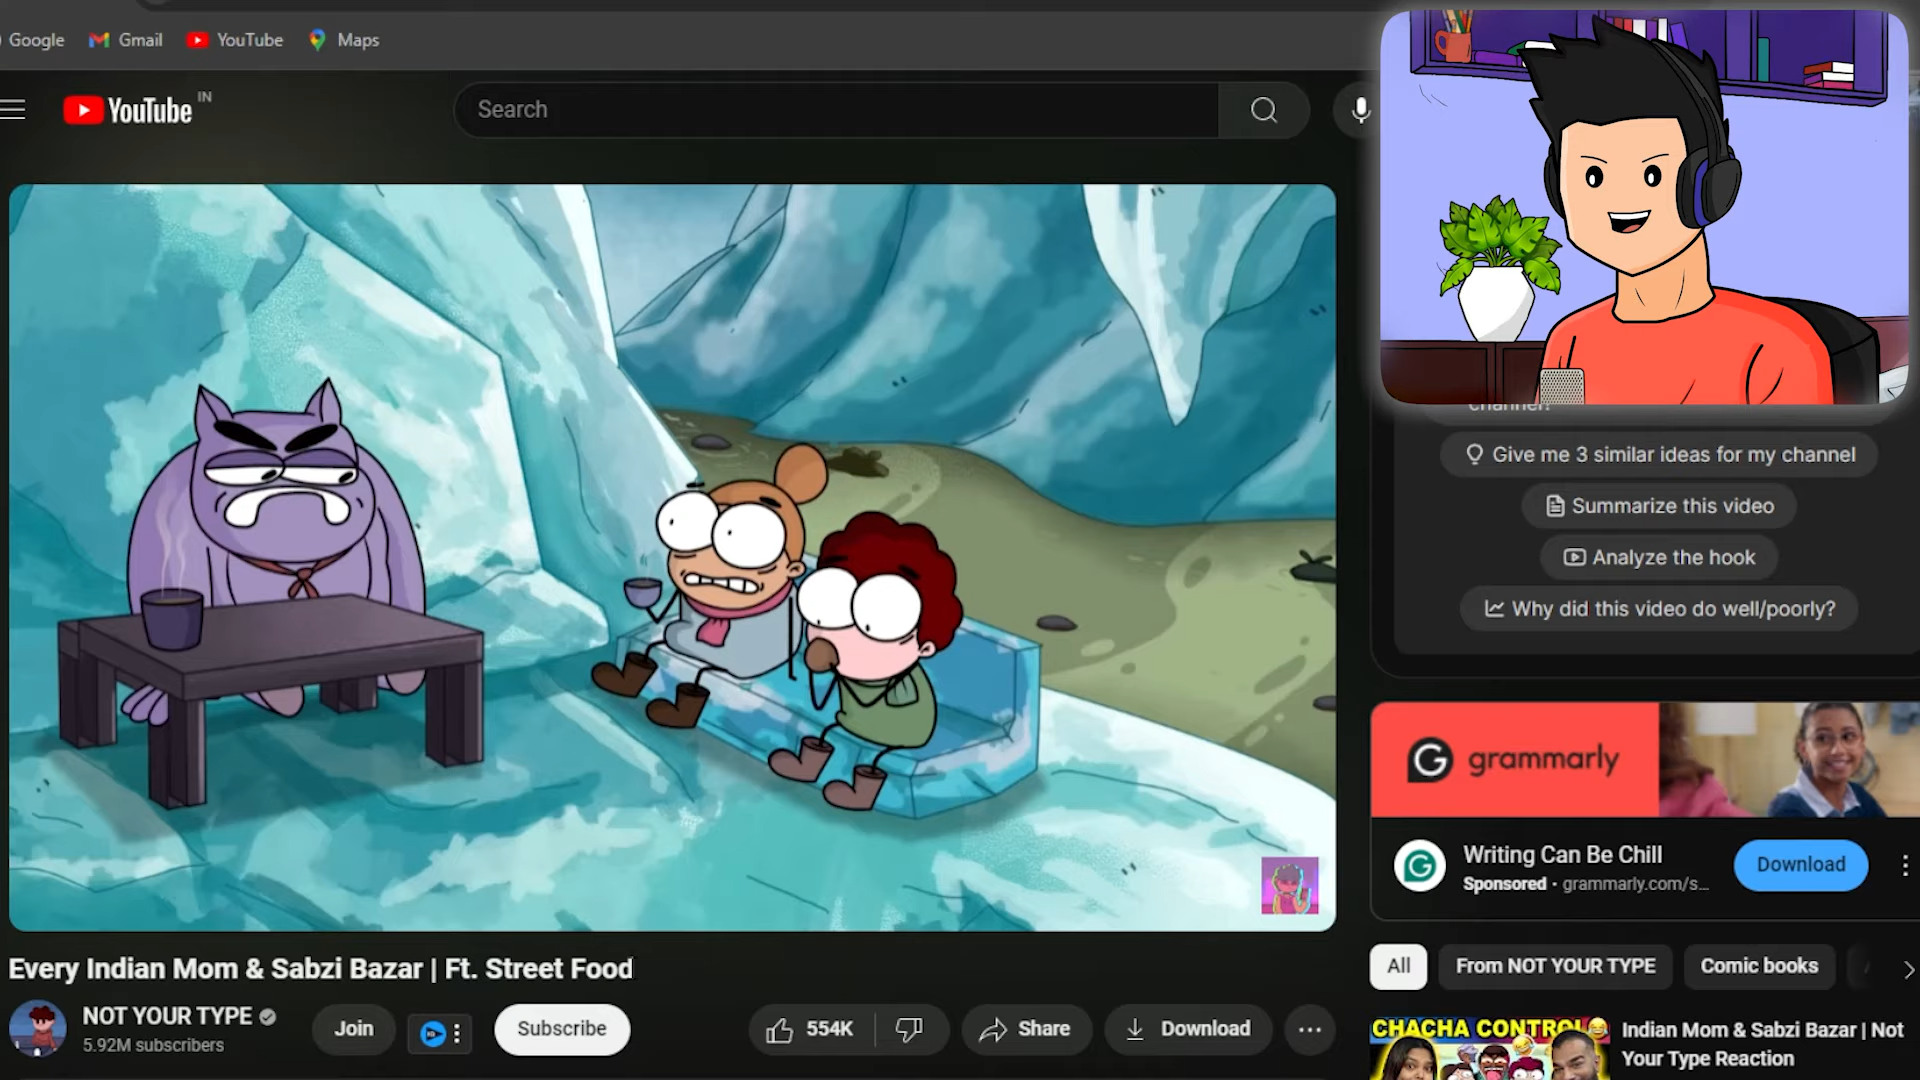 Google
Gmail
YouTube
Maps
YouTube IN
Search
channel!
Give me 3 similar ideas for my channel
Summarize this video
Analyze the hook
Why did this video do well/poorly?
grammarly
Writing Can Be Chill
Sponsored · grammarly.com/s...
Download
Every Indian Mom & Sabzi Bazar | Ft. Street Food
NOT YOUR TYPE
5.92M subscribers
Join
Subscribe
554K
Share
Download
All
From NOT YOUR TYPE
Comic books
CHACHA CONTROL
Indian Mom & Sabzi Bazar | Not
Your Type Reaction